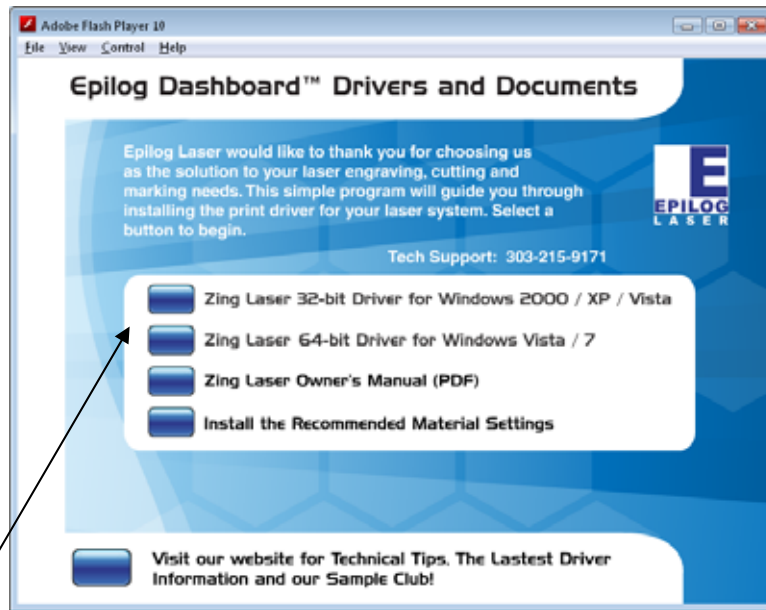 Adobe Flash Player 10
File View Control Help
Epilog Dashboard™ Drivers and Documents
Epilog Laser would like to thank you for choosing us
as the solution to your laser engraving, cutting and
marking needs. This simple program will guide you through
installing the print driver for your laser system. Select a
button to begin.
E
EPILOG
LASER
Tech Support: 303-215-9171
Zing Laser 32-bit Driver for Windows 2000 / XP / Vista
Zing Laser 64-bit Driver for Windows Vista / 7
Zing Laser Owner's Manual (PDF)
Install the Recommended Material Settings
Visit our website for Technical Tips, The Lastest Driver
Information and our Sample Club!